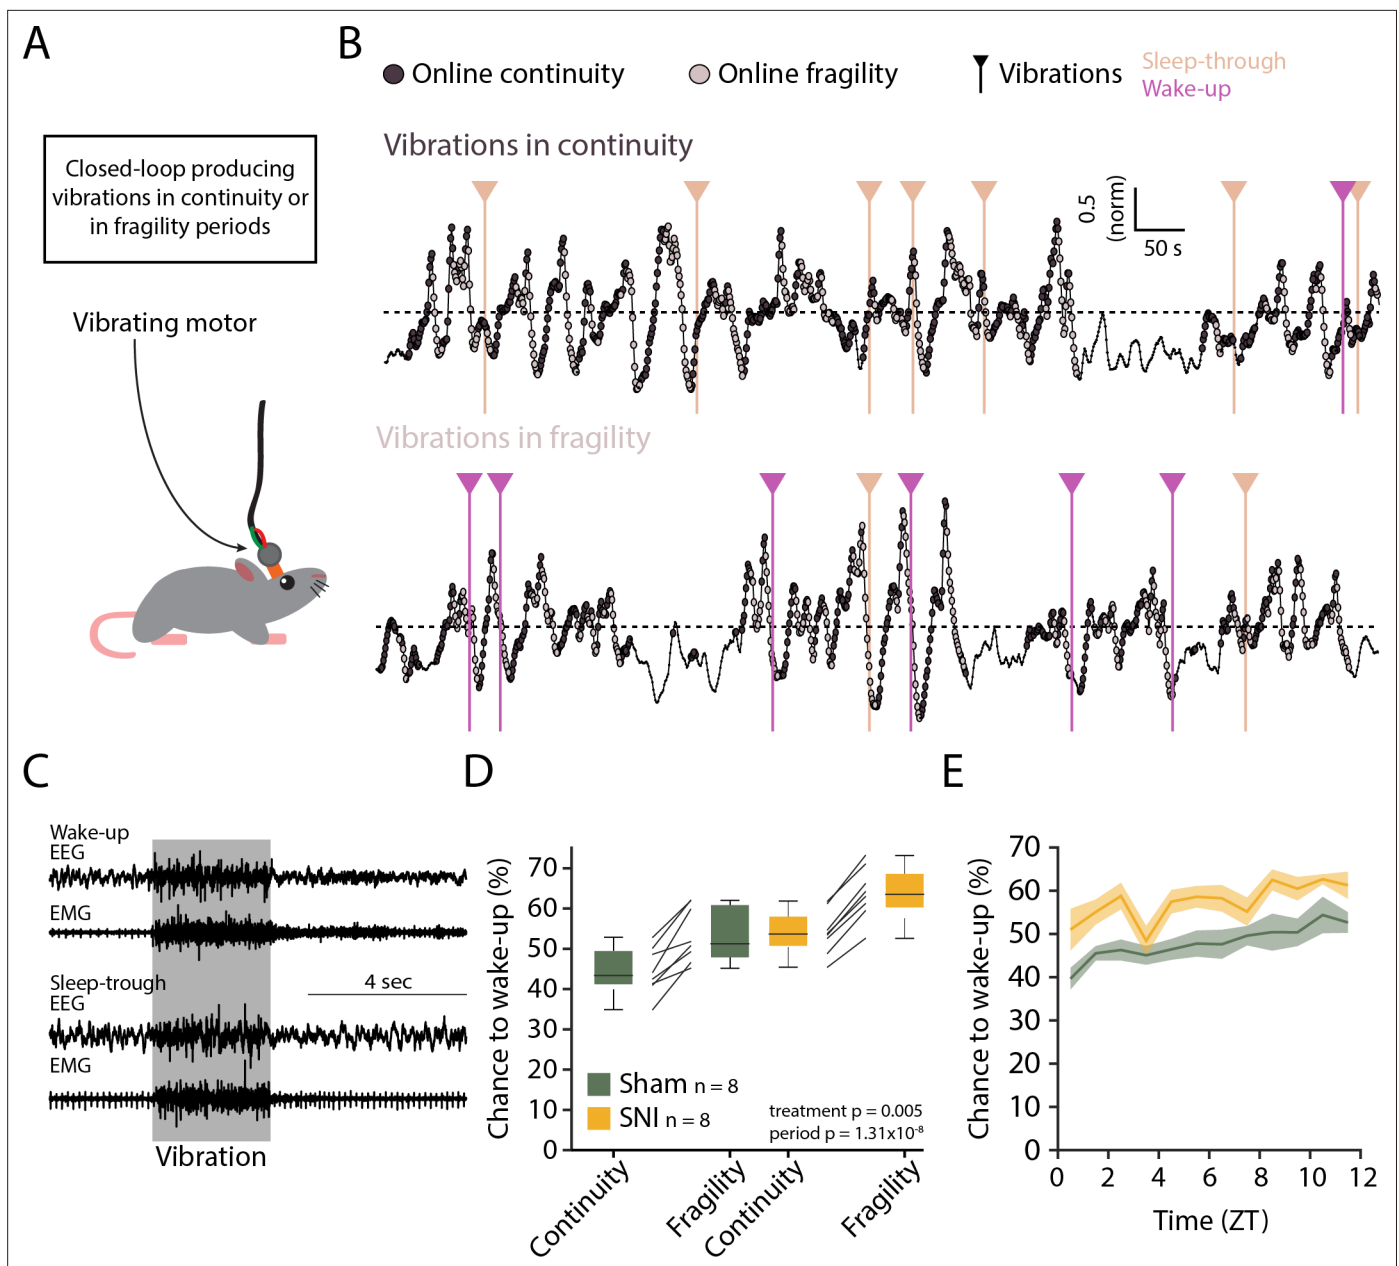 A
Closed-loop producing
vibrations in continuity or
in fragility periods
Vibrating motor
B
Online continuity
Online fragility
Vibrations
Sleep-through
Wake-up
Vibrations in continuity
0.5
(norm)
50 s
Vibrations in fragility
C
Wake-up
EEG
EMG
Sleep-trough
EEG
4 sec
EMG
Vibration
D
Chance to wake-up (%)
70
60
50
40
30
20
10
0
Sham n = 8
SNI n = 8
treatment p = 0.005
period p = 1.31x10⁻⁸
Continuity
Fragility
Continuity
Fragility
E
Chance to wake-up (%)
70
60
50
40
30
20
10
0
0 2 4 6 8 10 12
Time (ZT)